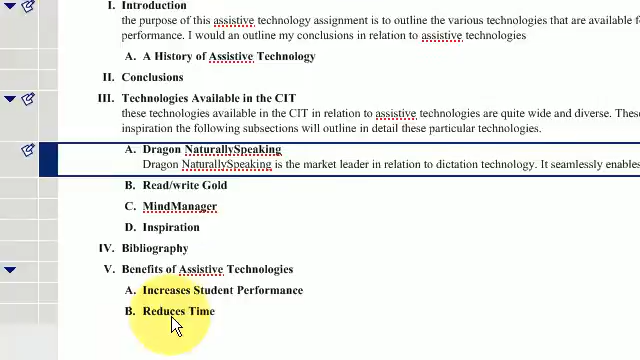 I. Introduction
the purpose of this assistive technology assignment is to outline the various technologies that are available
performance. I would an outline my conclusions in relation to assistive technologies
A. A History of Assistive Technology
II. Conclusions
III. Technologies Available in the CIT
these technologies available in the CIT in relation to assistive technologies are quite wide and diverse. These
inspiration the following subsections will outline in detail these particular technologies.
A. Dragon NaturallySpeaking
Dragon NaturallySpeaking is the market leader in relation to dictation technology. It seamlessly enables
B. Read/write Gold
C. MindManager
D. Inspiration
IV. Bibliography
V. Benefits of Assistive Technologies
A. Increases Student Performance
B. Reduces Time